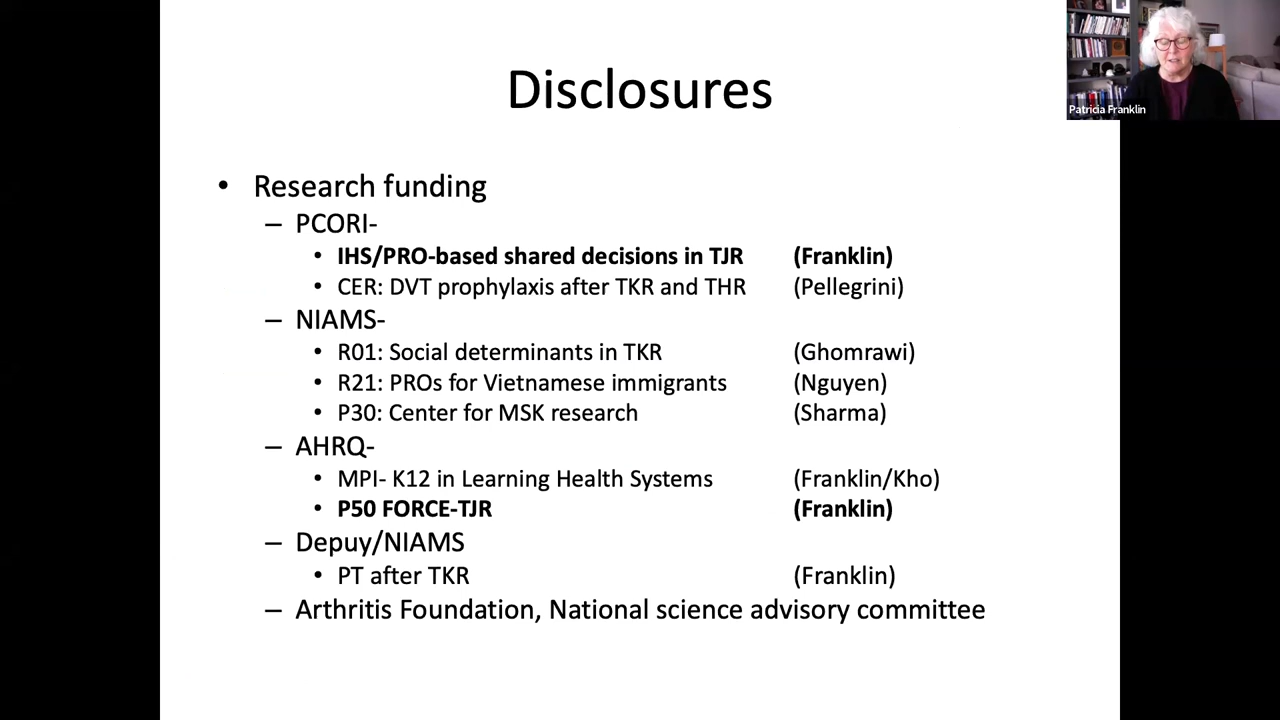 Disclosures
Patricia Franklin
• Research funding
– PCORI-
• IHS/PRO-based shared decisions in TJR (Franklin)
• CER: DVT prophylaxis after TKR and THR (Pellegrini)
– NIAMS-
• R01: Social determinants in TKR (Ghomrawi)
• R21: PROs for Vietnamese immigrants (Nguyen)
• P30: Center for MSK research (Sharma)
– AHRQ-
• MPI- K12 in Learning Health Systems (Franklin/Kho)
• P50 FORCE-TJR (Franklin)
– Depuy/NIAMS
• PT after TKR (Franklin)
– Arthritis Foundation, National science advisory committee